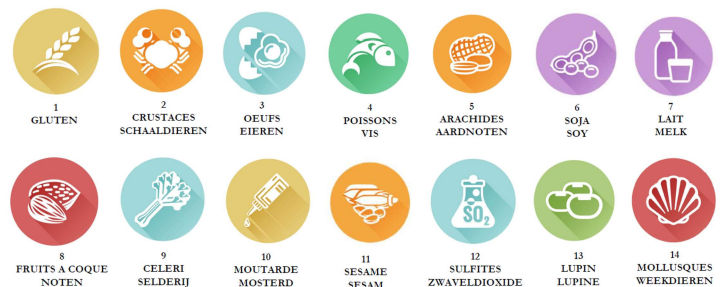 1 2 3 4 5 6 7
GLUTEN CRUSTACES OEUFS POISSONS ARACHIDES SOJA LAIT
SCHAALDIEREN EIEREN VIS AARDNOTEN SOY MELK
SO2
8 9 10 11 12 13 14
FRUITS A COQUE CELERI MOUTARDE SESAME SULFITES LUPIN MOLLUSQUES
NOTEN SELDERIJ MOSTERD SESAM ZWAVELDIOXIDE LUPINE WEEKDIEREN